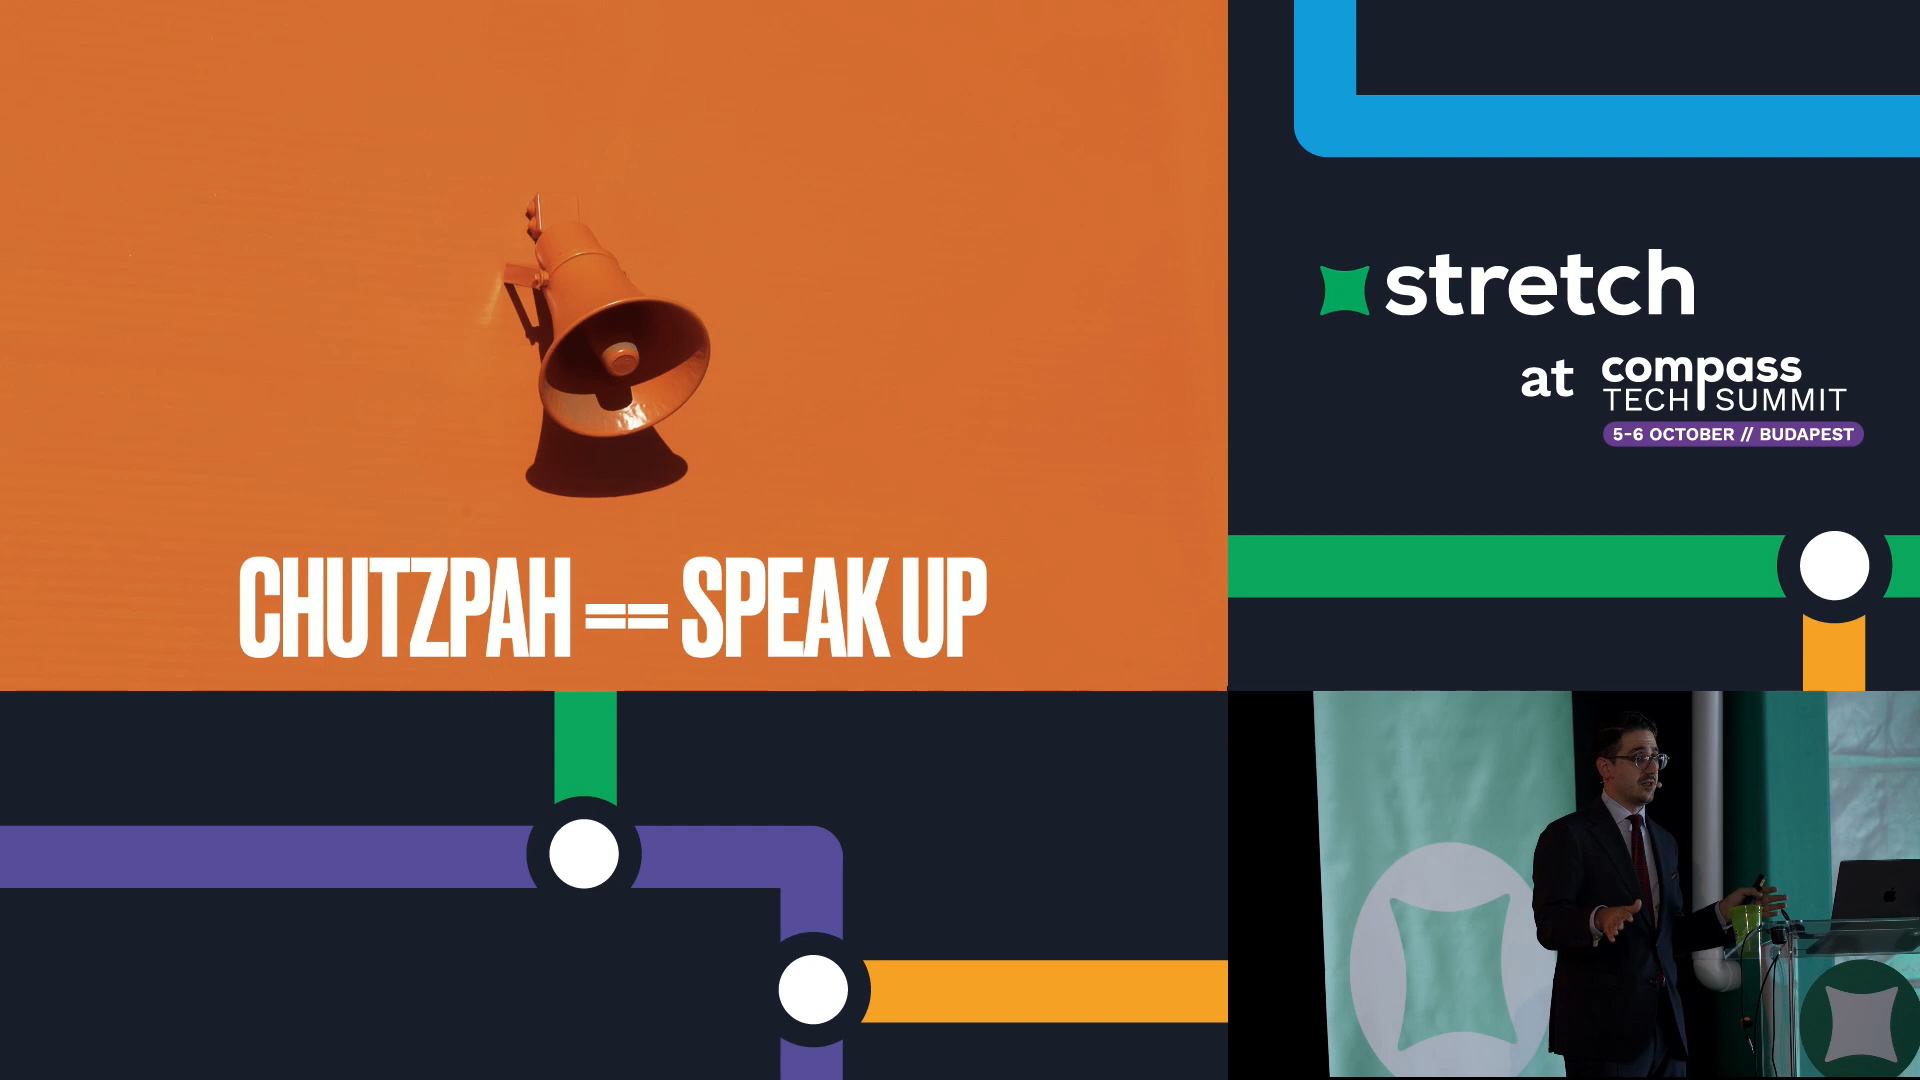 CHUTZPAH == SPEAK UP
stretch
at
compass
TECH SUMMIT
5-6 OCTOBER // BUDAPEST